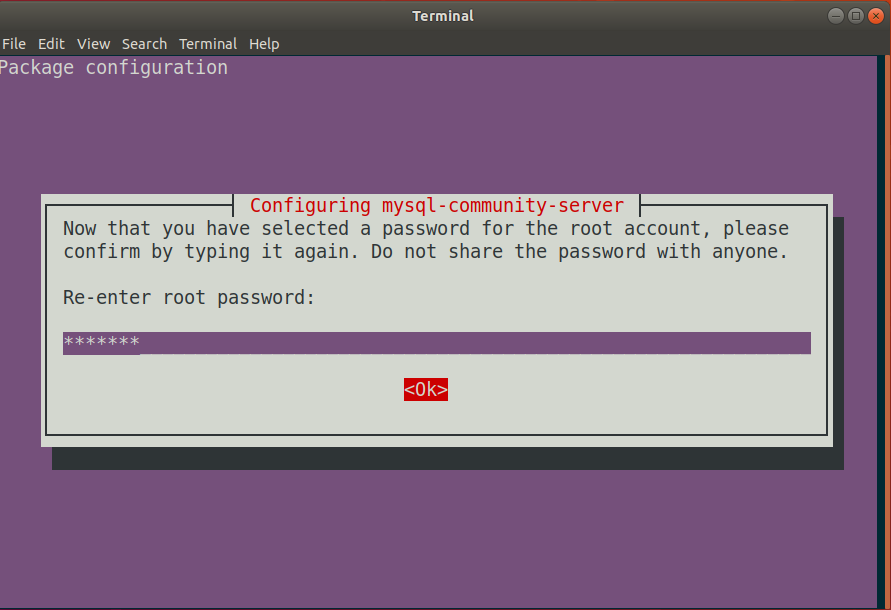 Terminal
File Edit View Search Terminal Help
Package configuration
Configuring mysql-community-server
Now that you have selected a password for the root account, please
confirm by typing it again. Do not share the password with anyone.
Re-enter root password:
*******
<Ok>